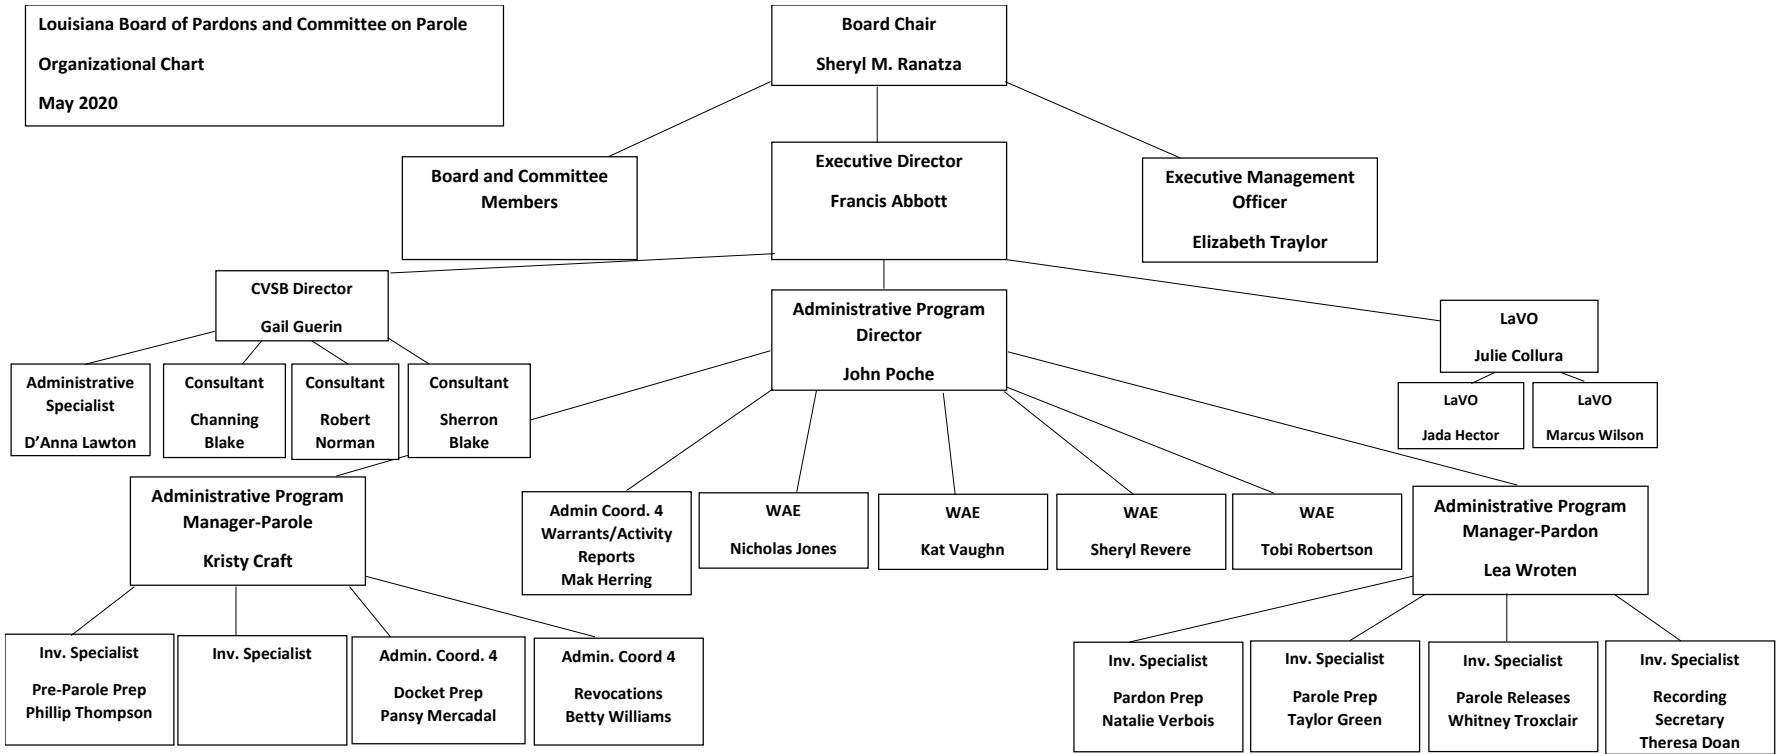 Louisiana Board of Pardons and Committee on Parole
Organizational Chart
May 2020
Board Chair
Sheryl M. Ranatza
Board and Committee
Members
Executive Director
Francis Abbott
Executive Management
Officer
Elizabeth Traylor
CVSB Director
Gail Guerin
Administrative Program
Director
John Poche
LaVO
Julie Collura
Administrative
Specialist
D'Anna Lawton
Consultant
Channing
Blake
Consultant
Robert
Norman
Consultant
Sherron
Blake
LaVO
Jada Hector
LaVO
Marcus Wilson
Administrative Program
Manager-Parole
Kristy Craft
Admin Coord. 4
Warrants/Activity
Reports
Mak Herring
WAE
Nicholas Jones
WAE
Kat Vaughn
WAE
Sheryl Revere
WAE
Tobi Robertson
Administrative Program
Manager-Pardon
Lea Wroten
Inv. Specialist
Pre-Parole Prep
Phillip Thompson
Inv. Specialist
Admin. Coord. 4
Docket Prep
Pansy Mercadal
Admin. Coord 4
Revocations
Betty Williams
Inv. Specialist
Pardon Prep
Natalie Verbois
Inv. Specialist
Parole Prep
Taylor Green
Inv. Specialist
Parole Releases
Whitney Troxclair
Inv. Specialist
Recording
Secretary
Theresa Doan